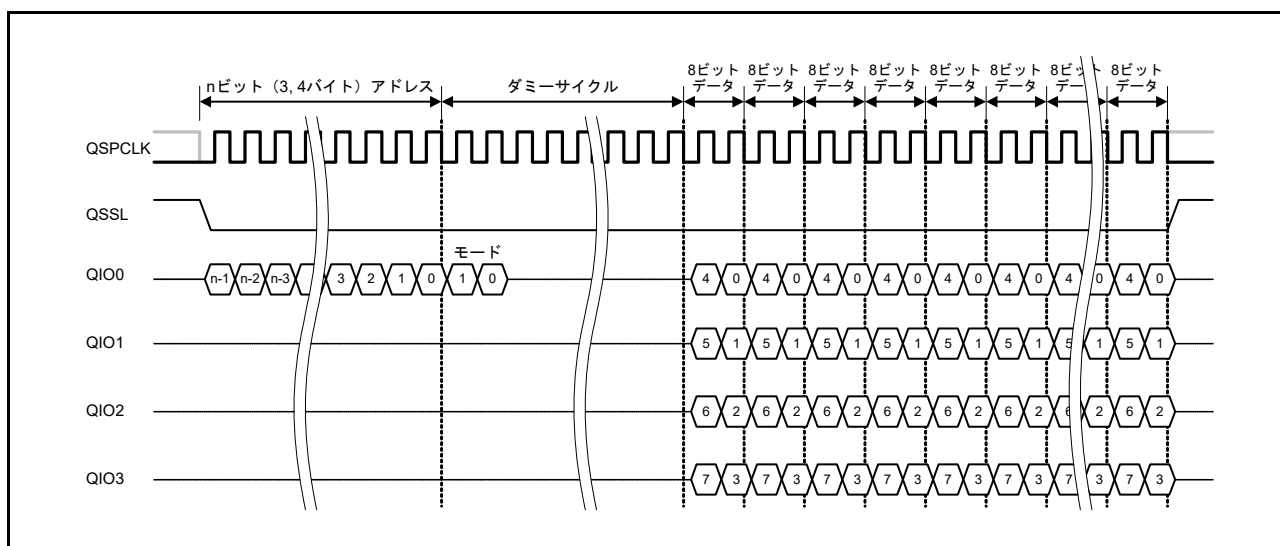 8ビット 8ビット 8ビット 8ビット 8ビット 8ビット 8ビット 8ビット
nビット（3, 4バイト）アドレス ダミーサイクル データ データ データ データ データ データ データ データ
QSPCLK
QSSL
モード
QIO0 n-1 n-2 n-3 3 2 1 0 1 0 4 0 4 0 4 0 4 0 4 0 4 0 4 0 4 0
QIO1 5 1 5 1 5 1 5 1 5 1 5 1 5 1 5 1
QIO2 6 2 6 2 6 2 6 2 6 2 6 2 6 2 6 2
QIO3 7 3 7 3 7 3 7 3 7 3 7 3 7 3 7 3